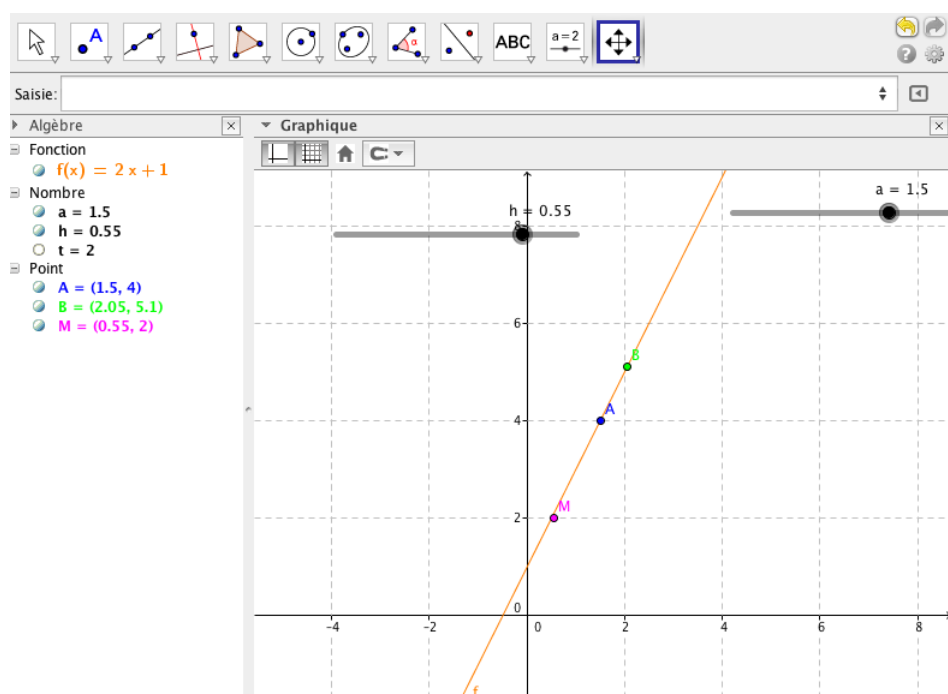 A
α
ABC
a=2
Saisie:
Algèbre
Graphique
Fonction
f(x) = 2 x + 1
Nombre
a = 1.5
h = 0.55
t = 2
Point
A = (1.5, 4)
B = (2.05, 5.1)
M = (0.55, 2)
a = 1.5
h = 0.55
8
6
B
A
4
M
2
0
-4
-2
0
2
4
6
8
f